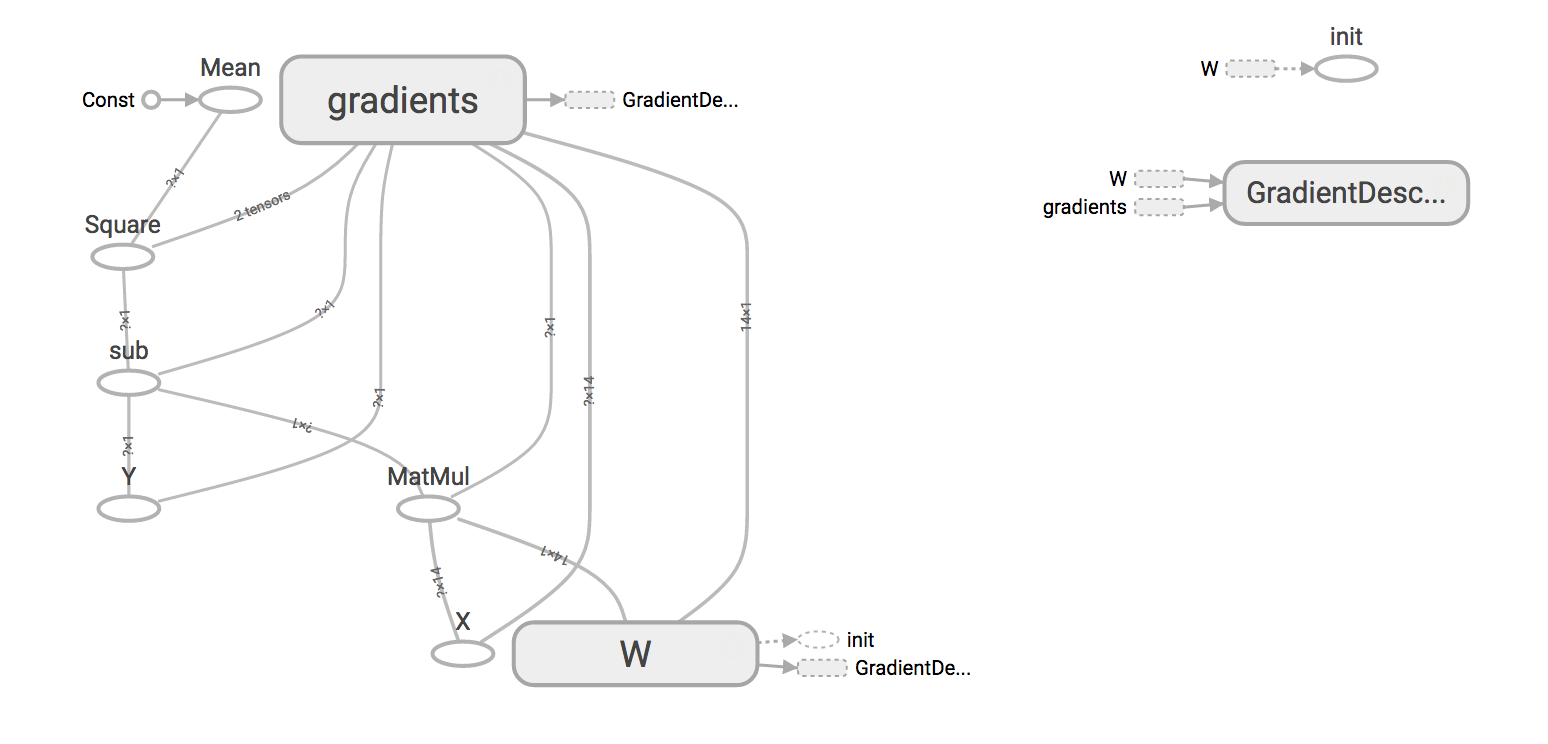 init
Mean
W
Const
gradients
GradientDe...
?×1
W
GradientDesc...
gradients
2 tensors
Square
?×1
?×1
?×1
14×1
sub
?×14
?×1
?×1
?×1
Y
MatMul
14×1
?×14
X
W
init
GradientDe...